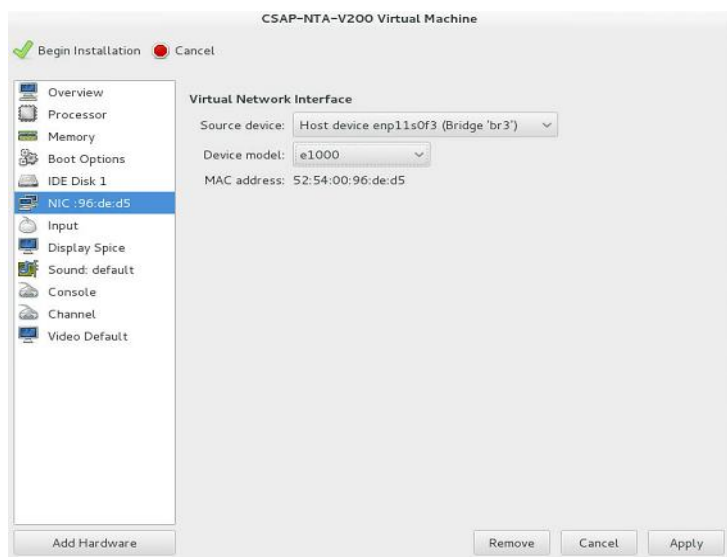 CSAP-NTA-V200 Virtual Machine
Begin Installation Cancel
Overview
Processor
Memory
Boot Options
IDE Disk 1
NIC :96:de:d5
Input
Display Spice
Sound: default
Console
Channel
Video Default
Add Hardware
Virtual Network Interface
Source device: Host device enp11s0f3 (Bridge 'br3')
Device model: e1000
MAC address: 52:54:00:96:de:d5
Remove Cancel Apply